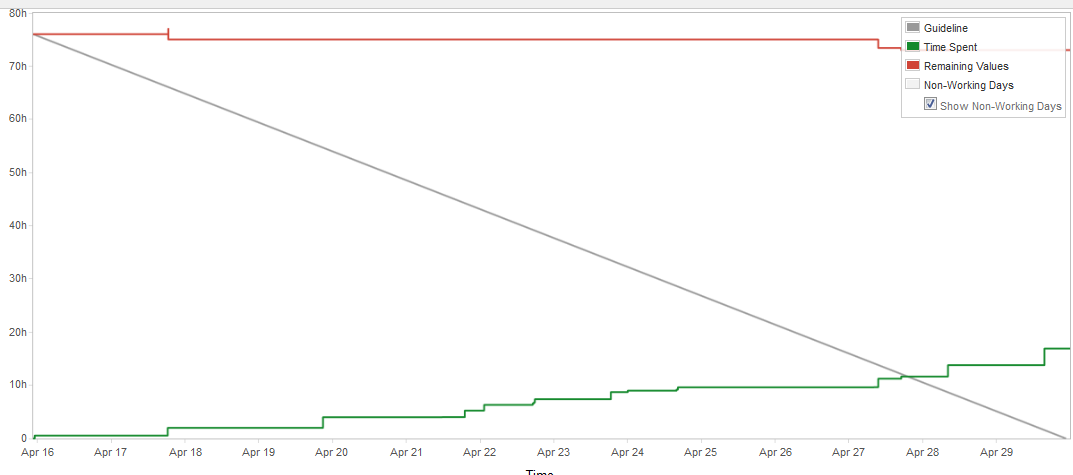 80h
70h
60h
50h
40h
30h
20h
10h
0
Guideline
Time Spent
Remaining Values
Non-Working Days
Show Non-Working Days
Apr 16 Apr 17 Apr 18 Apr 19 Apr 20 Apr 21 Apr 22 Apr 23 Apr 24 Apr 25 Apr 26 Apr 27 Apr 28 Apr 29
Time